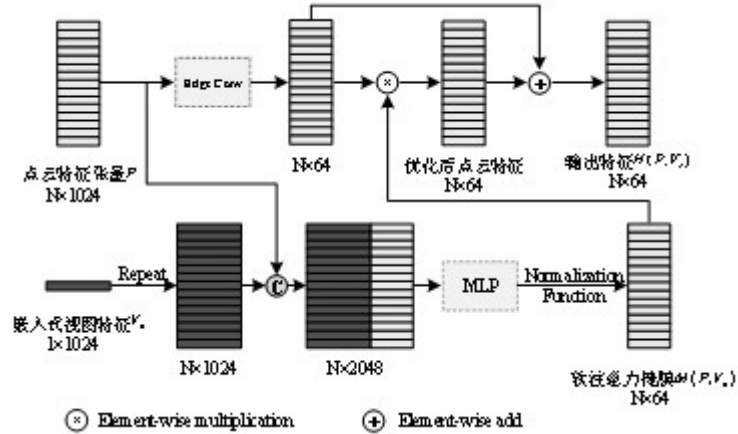 Edge Conv
N×64
点云特征张量P
N×1024
优化后点云特征
N×64
输出特征H(P,Vₑ)
N×64
Repeat
C
MLP
Normalization
Function
嵌入式视图特征Vₑ
1×1024
N×1024
N×2048
软注意力掩膜M(P,Vₑ)
N×64
Element-wise multiplication
Element-wise add